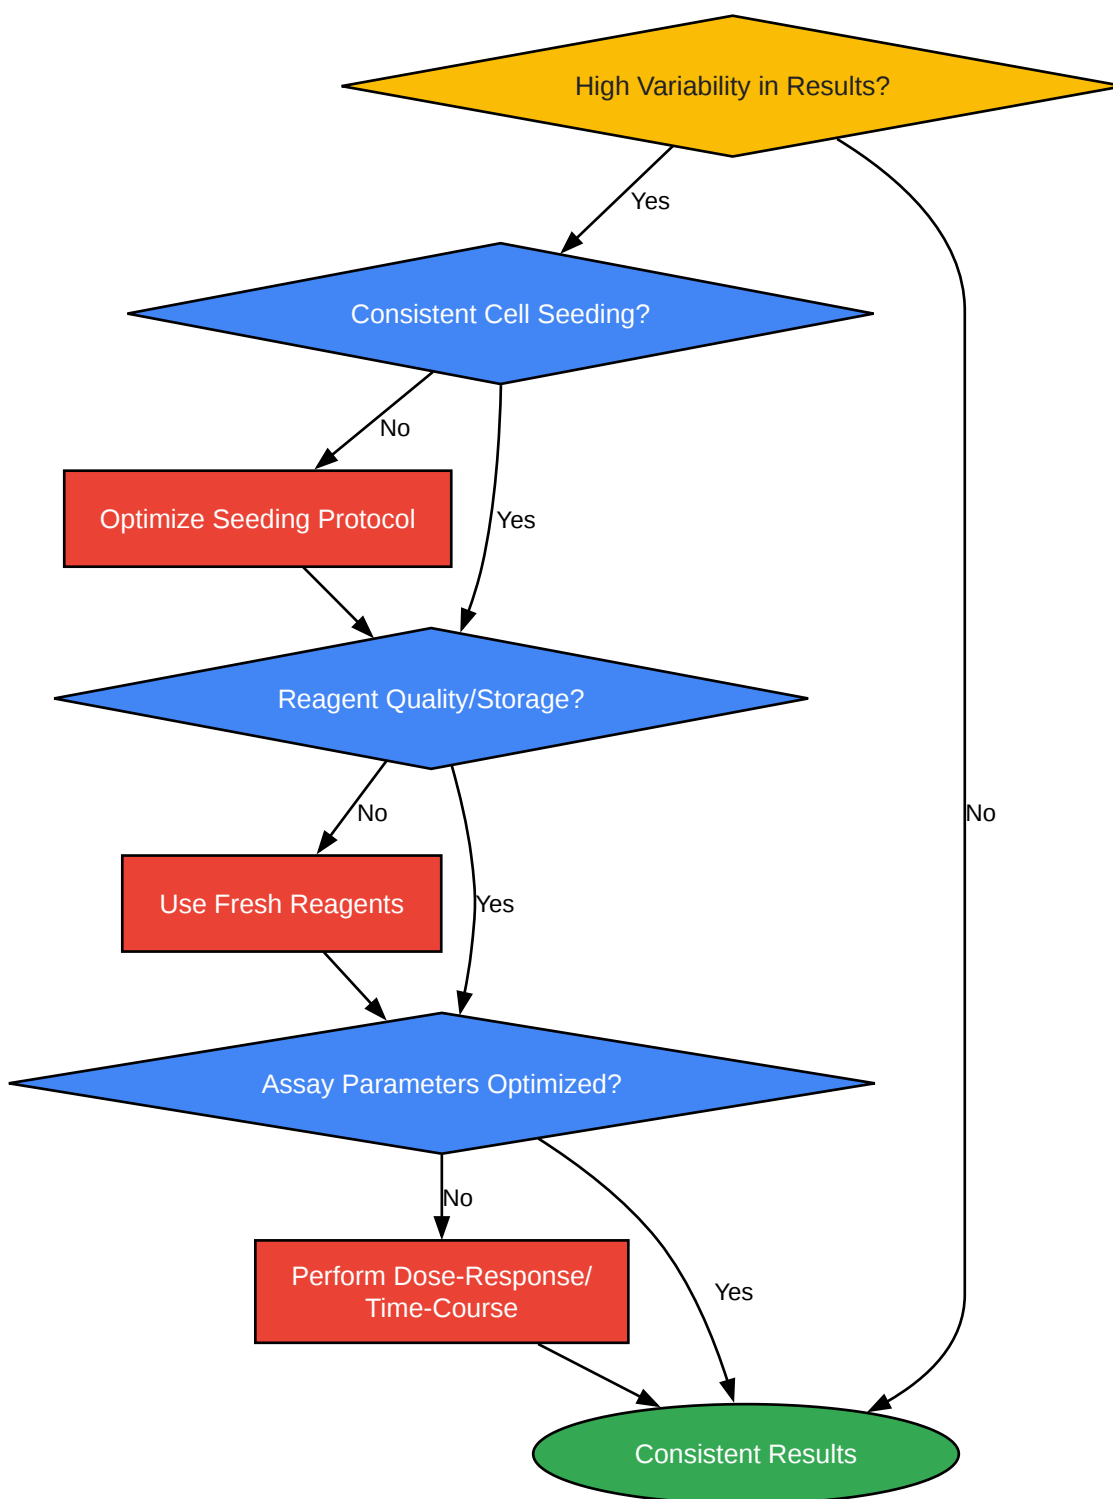 High Variability in Results?
Yes
Consistent Cell Seeding?
No
Optimize Seeding Protocol
Yes
Reagent Quality/Storage?
No
No
Use Fresh Reagents
Yes
Assay Parameters Optimized?
No
Perform Dose-Response/
Time-Course
Yes
Consistent Results